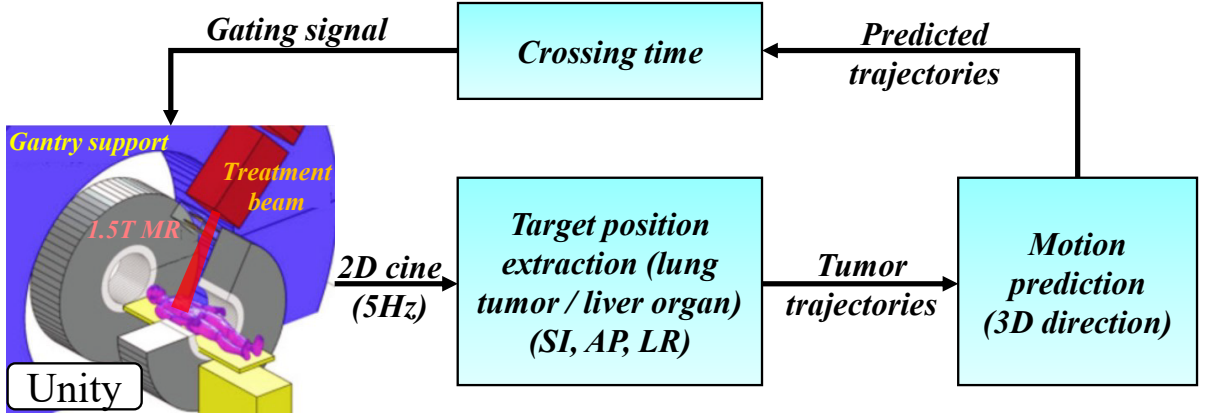 Gating signal
Crossing time
Predicted
trajectories
Gantry support
Treatment
beam
1.5T MR
Unity
2D cine
(5Hz)
Target position
extraction (lung
tumor / liver organ)
(SI, AP, LR)
Tumor
trajectories
Motion
prediction
(3D direction)